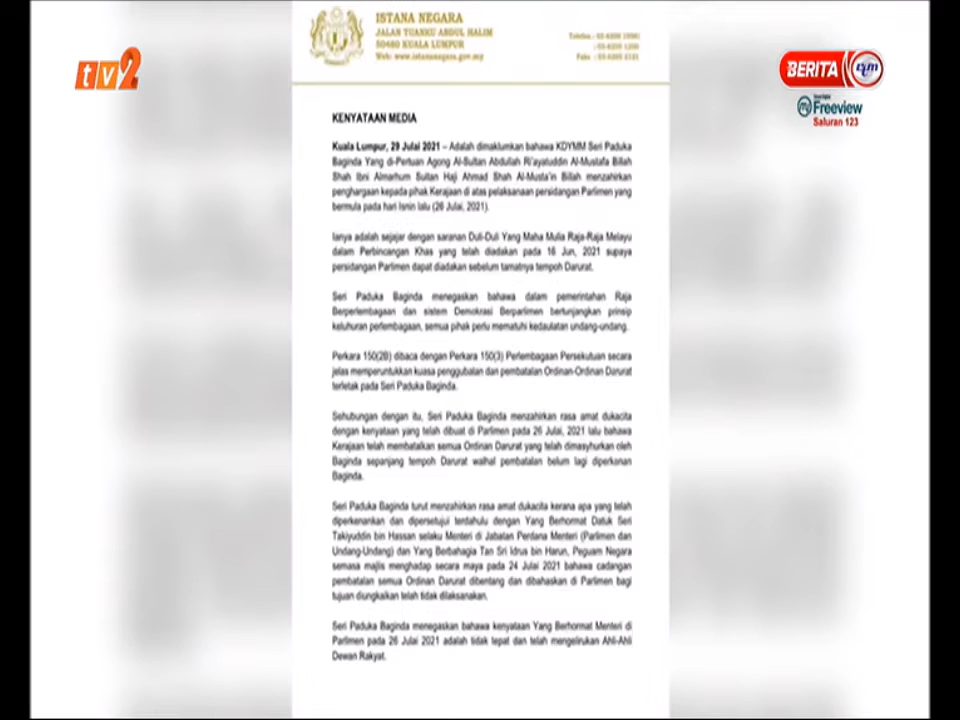 tv2
BERITA rtm
Freeview
Saluran 123
ISTANA NEGARA
JALAN TUANKU ABDUL HALIM
50480 KUALA LUMPUR
Web: www.istananegara.gov.my
KENYATAAN MEDIA
Kuala Lumpur, 29 Julai 2021 – Adalah dimaklumkan bahawa KDYMM Seri Paduka
Baginda Yang di-Pertuan Agong Al-Sultan Abdullah Ri'ayatuddin Al-Mustafa Billah
Shah Ibni Almarhum Sultan Haji Ahmad Shah Al-Musta'in Billah menzahirkan
penghargaan kepada pihak Kerajaan di atas pelaksanaan persidangan Parlimen yang
bermula pada hari Isnin lalu (26 Julai, 2021).
Ianya adalah sejajar dengan saranan Duli-Duli Yang Maha Mulia Raja-Raja Melayu
dalam Perbincangan Khas yang telah diadakan pada 16 Jun, 2021 supaya
persidangan Parlimen dapat diadakan sebelum tamatnya tempoh Darurat.
Seri Paduka Baginda menegaskan bahawa dalam pemerintahan Raja
Berperlembagaan dan sistem Demokrasi Berparlimen bertunjangkan prinsip
keluhuran perlembagaan, semua pihak perlu mematuhi kedaulatan undang-undang.
Perkara 150(2B) dibaca dengan Perkara 150(3) Perlembagaan Persekutuan secara
jelas memperuntukkan kuasa penggubalan dan pembatalan Ordinan-Ordinan Darurat
terletak pada Seri Paduka Baginda.
Sehubungan dengan itu, Seri Paduka Baginda menzahirkan rasa amat dukacita
dengan kenyataan yang telah dibuat di Parlimen pada 26 Julai, 2021 lalu bahawa
Kerajaan telah membatalkan semua Ordinan Darurat yang telah dimasyhurkan oleh
Baginda sepanjang tempoh Darurat walhal pembatalan belum lagi diperkenan
Baginda.
Seri Paduka Baginda turut menzahirkan rasa amat dukacita kerana apa yang telah
diperkenankan dan dipersetujui terdahulu dengan Yang Berhormat Datuk Seri
Takiyuddin bin Hassan selaku Menteri di Jabatan Perdana Menteri (Parlimen dan
Undang-Undang) dan Yang Berbahagia Tan Sri Idrus bin Harun, Peguam Negara
semasa majlis menghadap secara maya pada 24 Julai 2021 bahawa cadangan
pembatalan semua Ordinan Darurat dibentang dan dibahaskan di Parlimen bagi
tujuan diungkaikan telah tidak dilaksanakan.
Seri Paduka Baginda menegaskan bahawa kenyataan Yang Berhormat Menteri di
Parlimen pada 26 Julai 2021 adalah tidak tepat dan telah mengelirukan Ahli-Ahli
Dewan Rakyat.